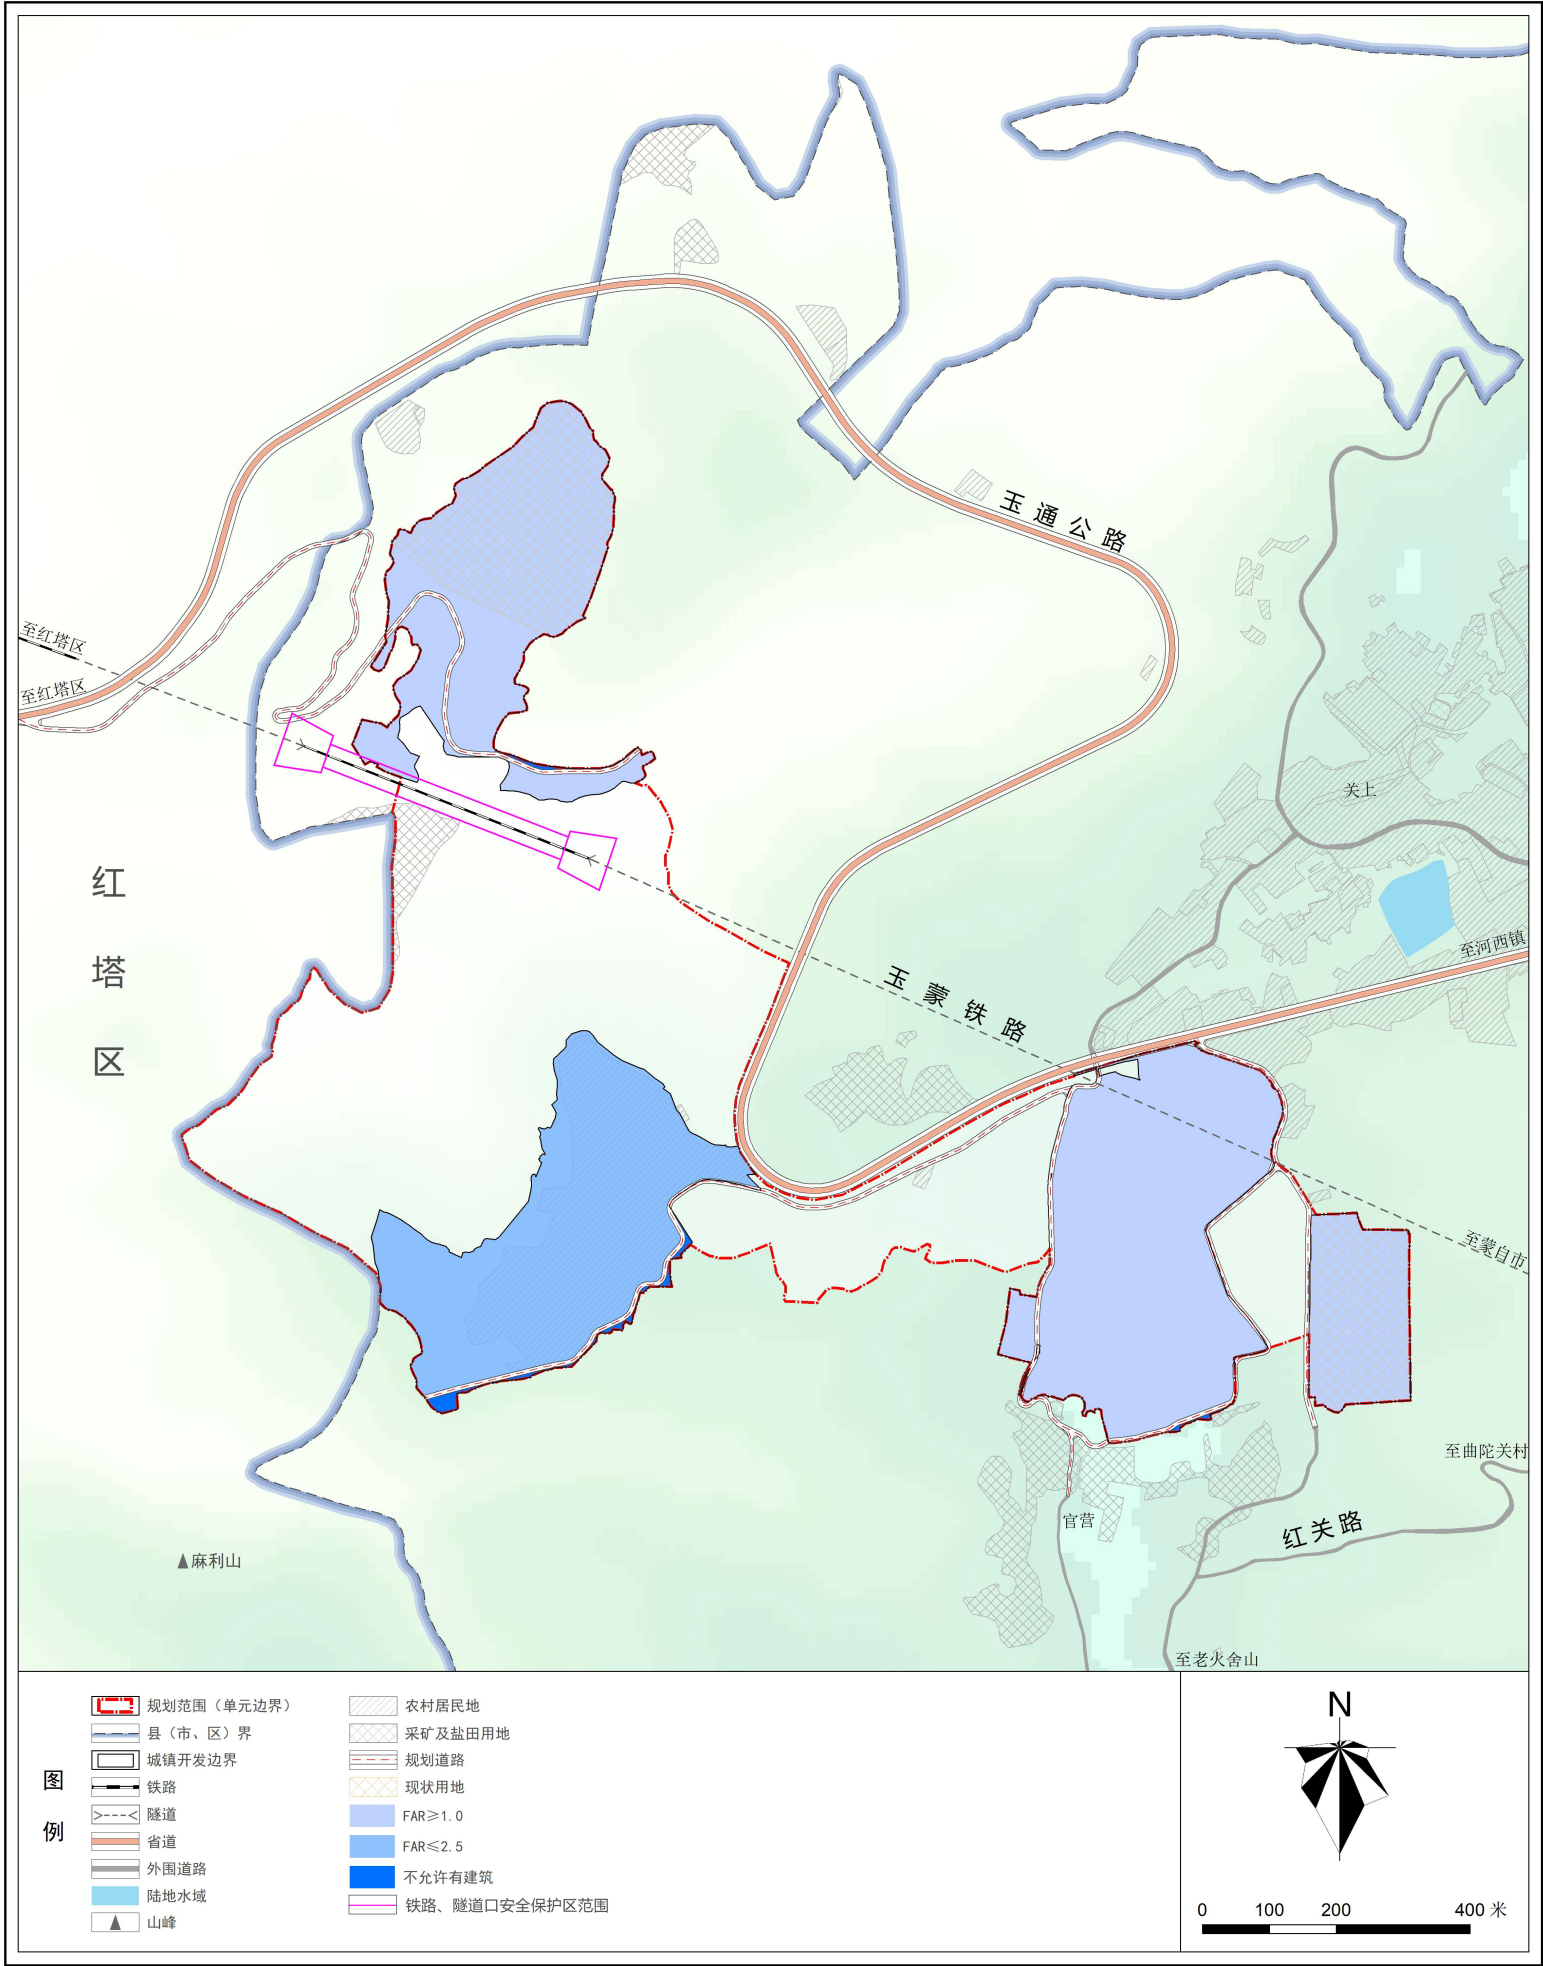 玉通公路
至红塔区
至红塔区
关上
红塔区
至河西镇
玉蒙铁路
至蒙自市
至曲陀关村
官营
红关路
麻利山
至老火舍山
图例
规划范围（单元边界）
县（市、区）界
城镇开发边界
铁路
隧道
省道
外围道路
陆地水域
山峰
农村居民地
采矿及盐田用地
规划道路
现状用地
FAR≥1.0
FAR≤2.5
不允许有建筑
铁路、隧道口安全保护区范围
N
0 100 200 400 米